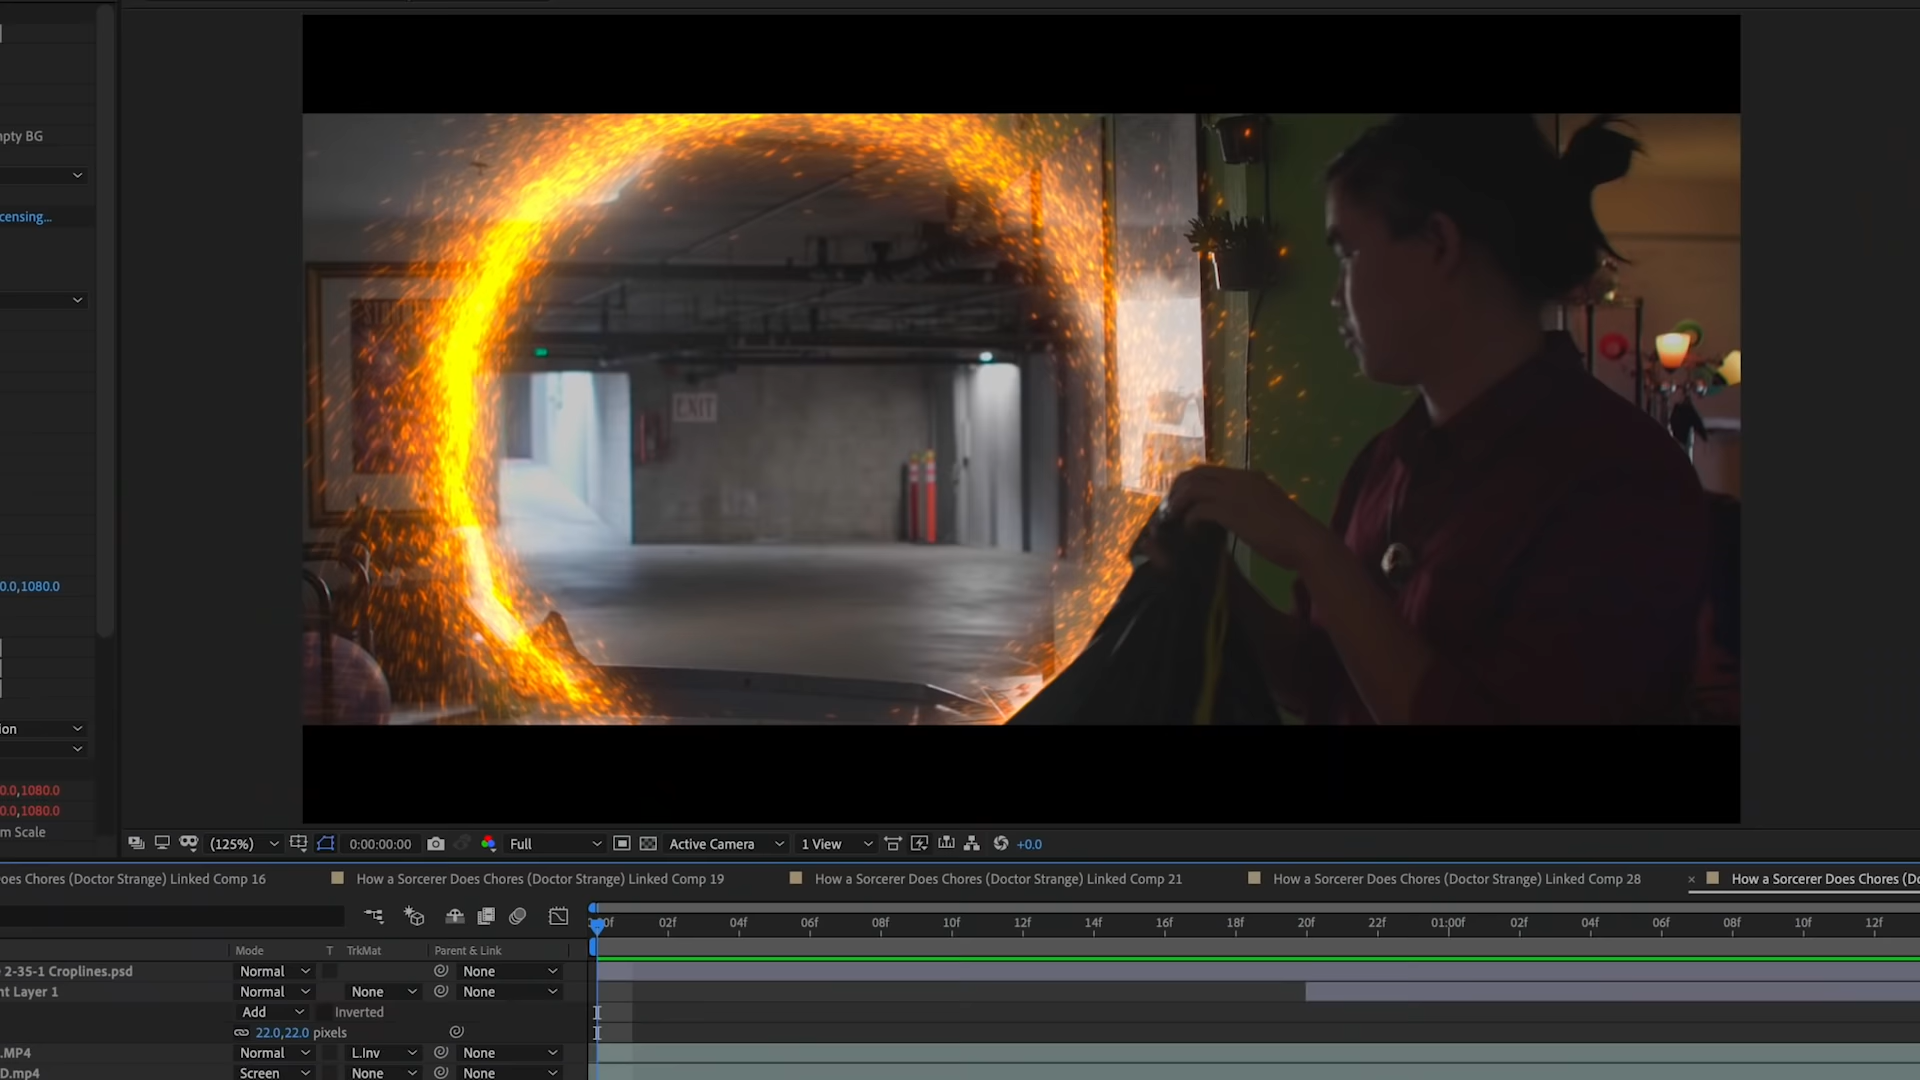 mpty BG
censing...
0.0,1080.0
ion
0.0,1080.0
0.0,1080.0
m Scale
EXIT
(125%)
0:00:00:00
Full
Active Camera
1 View
+0.0
oes Chores (Doctor Strange) Linked Comp 16
How a Sorcerer Does Chores (Doctor Strange) Linked Comp 19
How a Sorcerer Does Chores (Doctor Strange) Linked Comp 21
How a Sorcerer Does Chores (Doctor Strange) Linked Comp 28
How a Sorcerer Does Chores (Do
00f 02f 04f 06f 08f 10f 12f 14f 16f 18f 20f 22f 01:00f 02f 04f 06f 08f 10f 12f
Mode T TrkMat Parent & Link
2-35-1 Croplines.psd Normal None
nt Layer 1 Normal None None
Add Inverted
22.0,22.0 pixels
.MP4 Normal L.Inv None
D.mp4 Screen None None